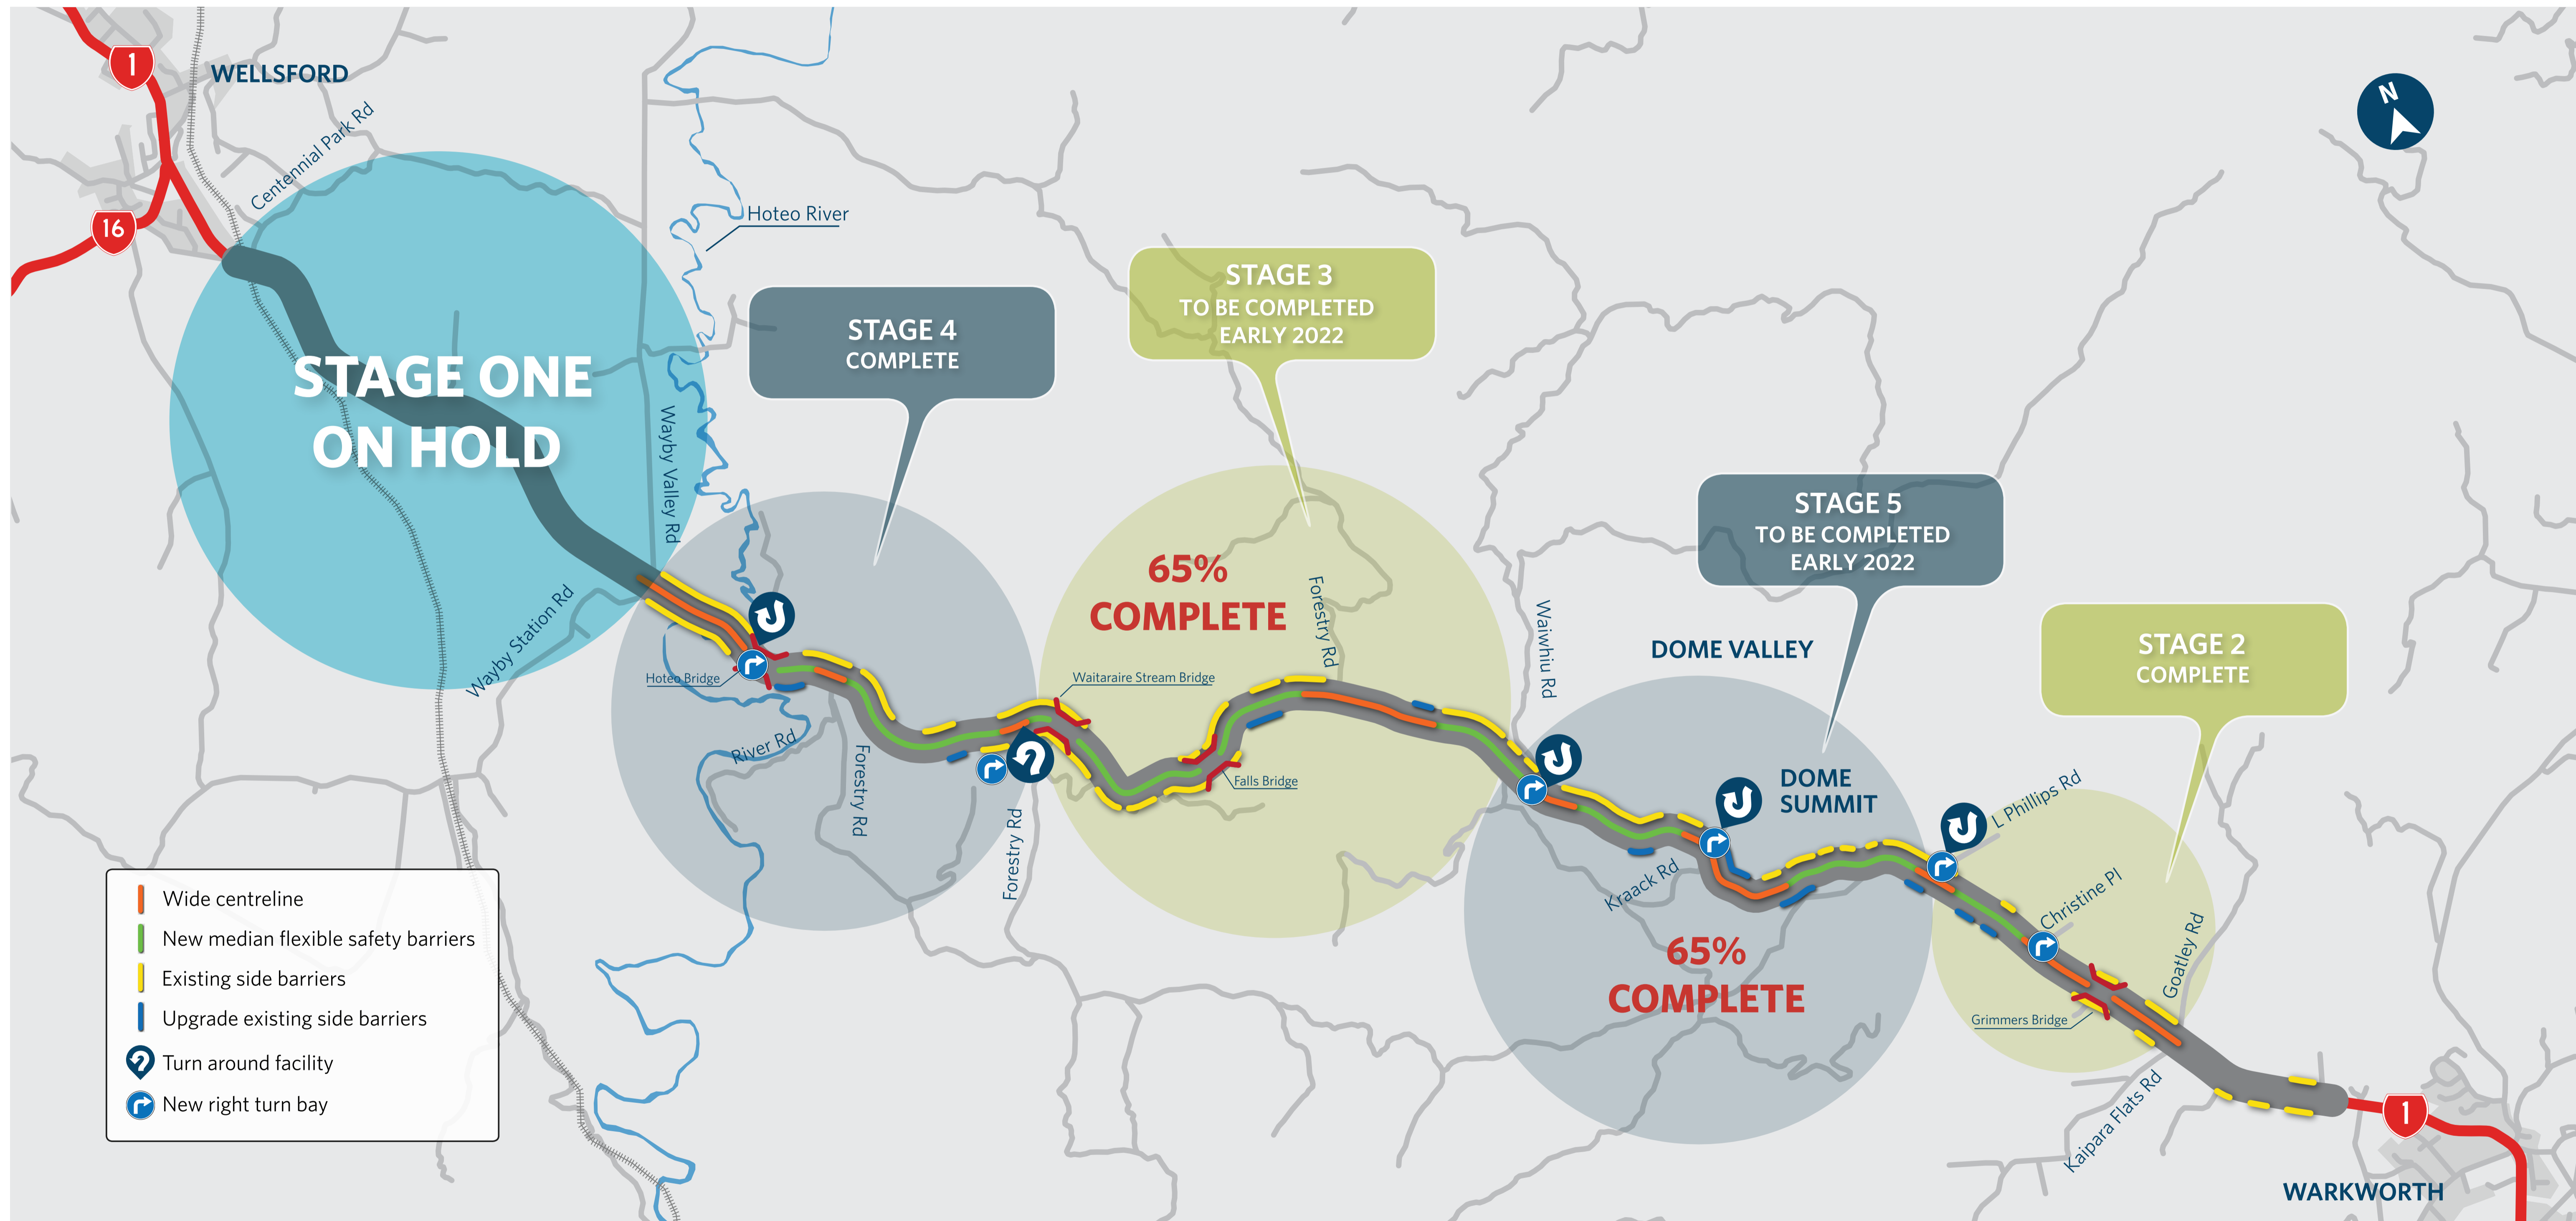 1
WELLSFORD
N
Centennial Park Rd
16
Hoteo River
STAGE 3
TO BE COMPLETED
EARLY 2022
STAGE 4
COMPLETE
STAGE ONE
ON HOLD
Wayby Valley Rd
STAGE 5
TO BE COMPLETED
EARLY 2022
65%
COMPLETE
Forestry Rd
Waiwhiu Rd
DOME VALLEY
STAGE 2
COMPLETE
Wayby Station Rd
Hoteo Bridge
Waitaraire Stream Bridge
River Rd
Forestry Rd
Falls Bridge
DOME
SUMMIT
L Phillips Rd
Forestry Rd
Kraack Rd
Christine Pl
Goatley Rd
65%
COMPLETE
Grimmers Bridge
Wide centreline
New median flexible safety barriers
Existing side barriers
Upgrade existing side barriers
Turn around facility
New right turn bay
Kaipara Flats Rd
1
WARKWORTH